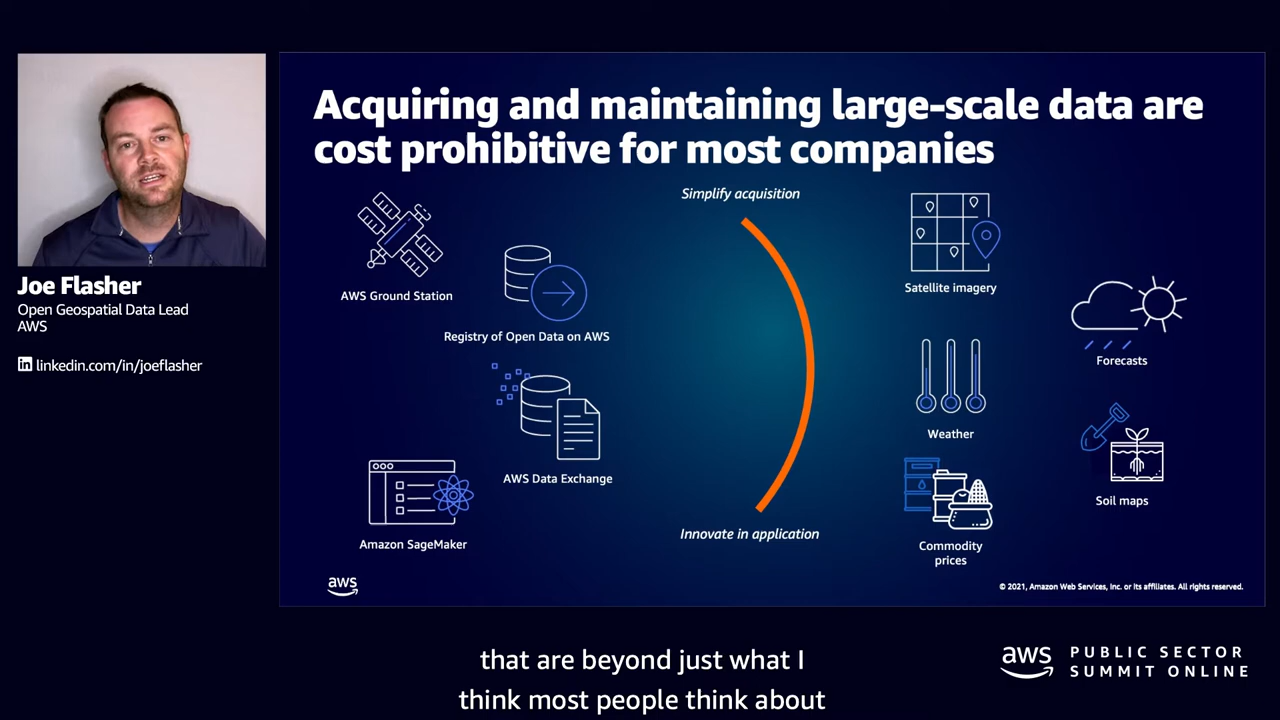 Acquiring and maintaining large-scale data are
cost prohibitive for most companies
Joe Flasher
Open Geospatial Data Lead
AWS
linkedin.com/in/joeflasher
Simplify acquisition
AWS Ground Station
Registry of Open Data on AWS
AWS Data Exchange
Amazon SageMaker
Satellite imagery
Forecasts
Weather
Soil maps
Commodity
prices
Innovate in application
aws
© 2021, Amazon Web Services, Inc. or its affiliates. All rights reserved.
that are beyond just what I
think most people think about
aws PUBLIC SECTOR
SUMMIT ONLINE